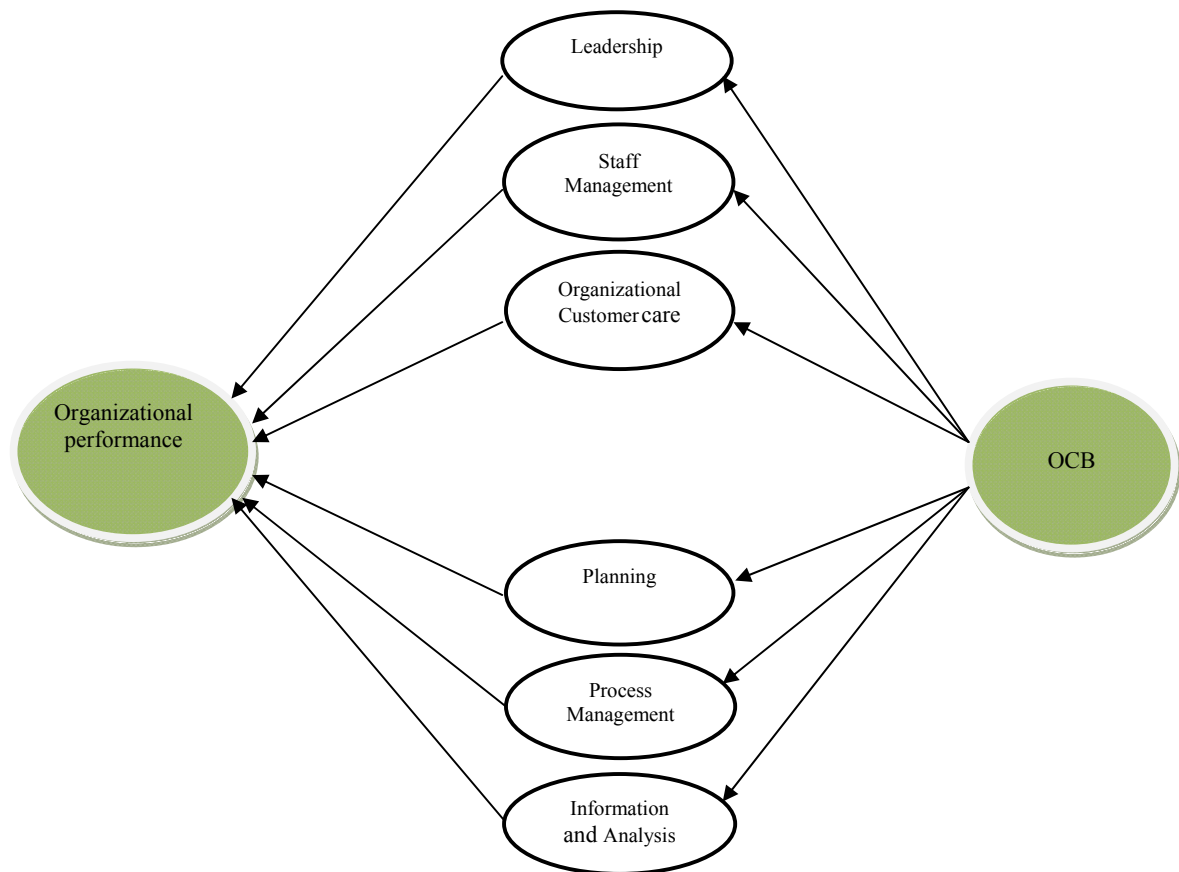 Leadership
Staff
Management
Organizational
Customer care
Organizational
performance
OCB
Planning
Process
Management
Information
and Analysis